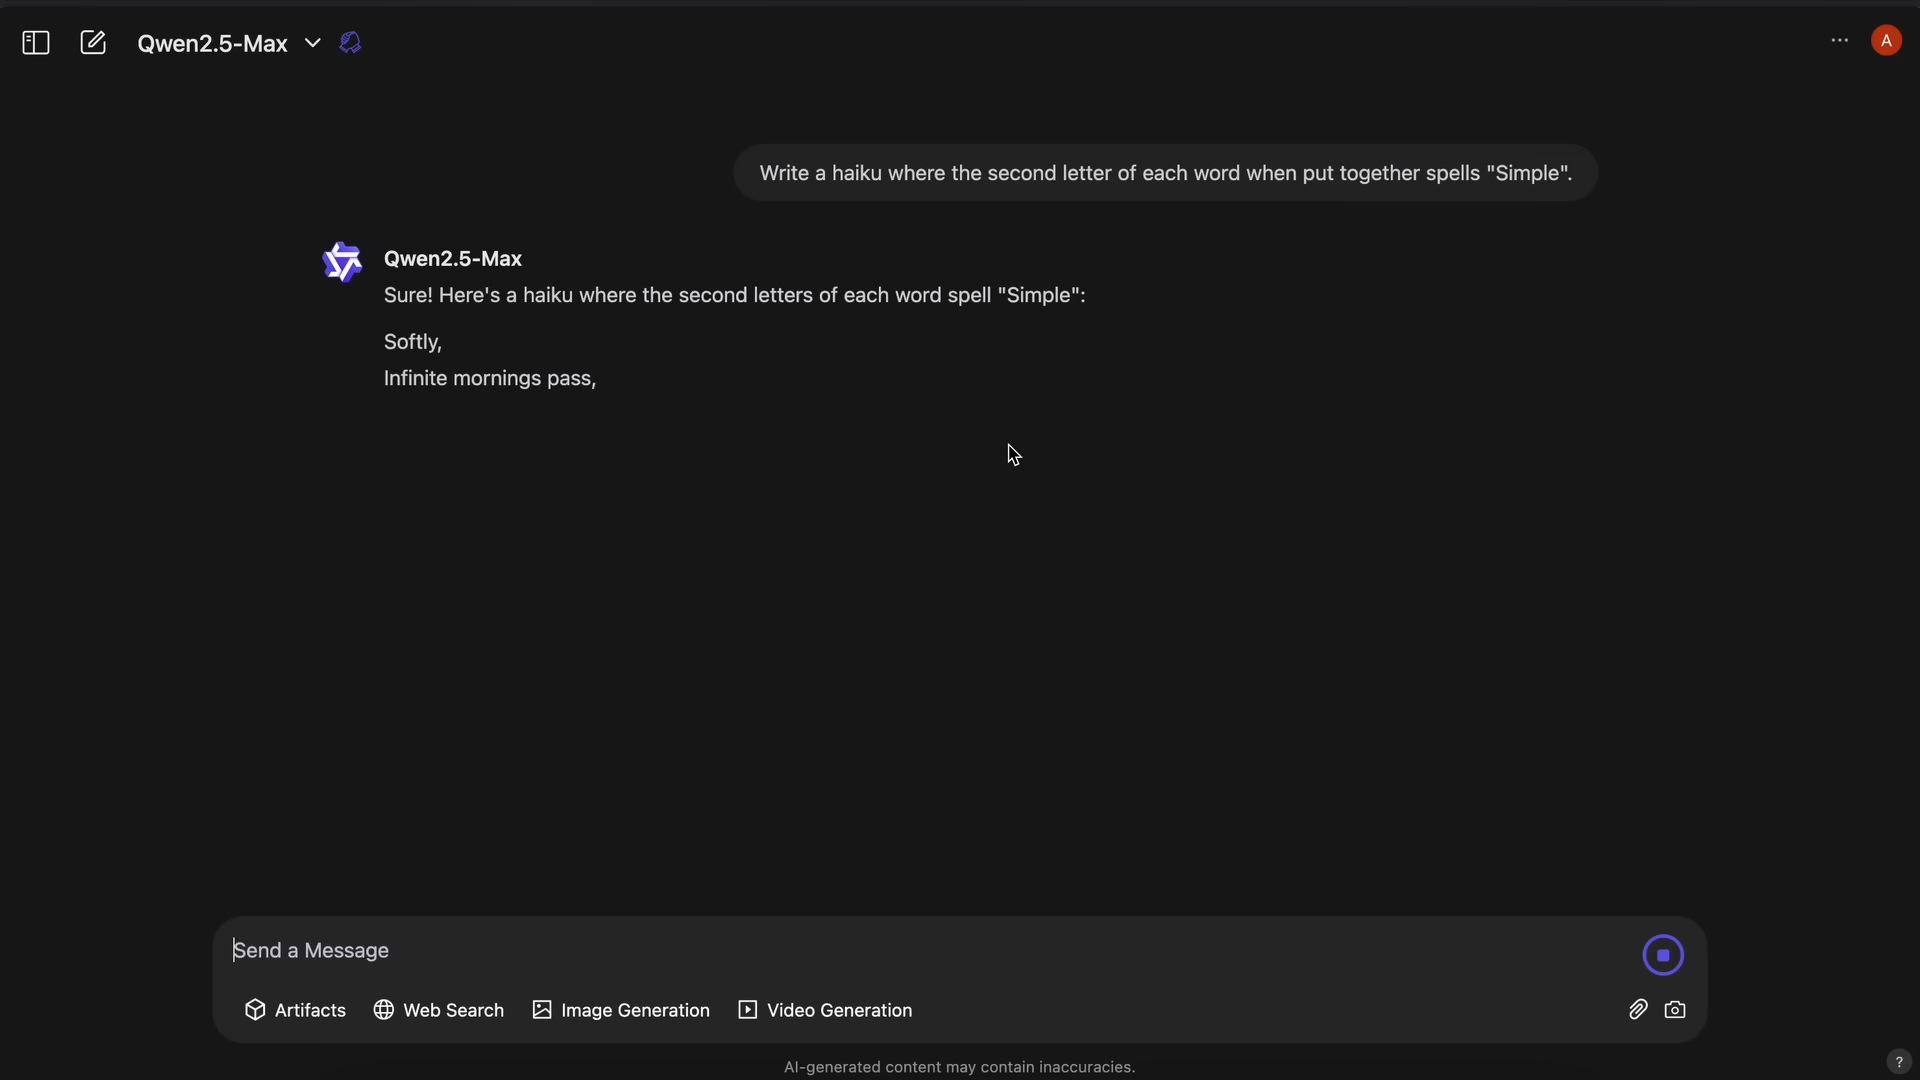 Qwen2.5-Max
A
Write a haiku where the second letter of each word when put together spells "Simple".
Qwen2.5-Max
Sure! Here's a haiku where the second letters of each word spell "Simple":
Softly,
Infinite mornings pass,
Send a Message
Artifacts Web Search Image Generation Video Generation
AI-generated content may contain inaccuracies.
?